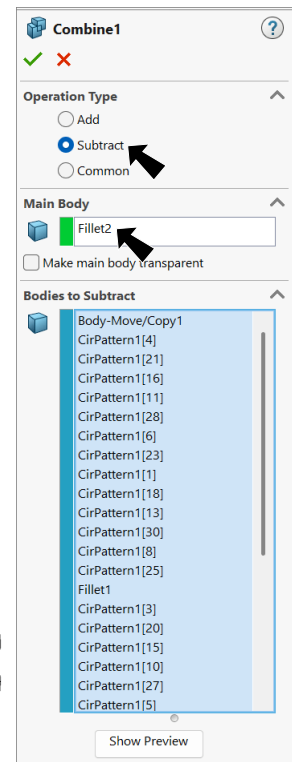 Combine1
?
Operation Type
Add
Subtract
Common
Main Body
Fillet2
Make main body transparent
Bodies to Subtract
Body-Move/Copy1
CirPattern1[4]
CirPattern1[21]
CirPattern1[16]
CirPattern1[11]
CirPattern1[28]
CirPattern1[6]
CirPattern1[23]
CirPattern1[1]
CirPattern1[18]
CirPattern1[13]
CirPattern1[30]
CirPattern1[8]
CirPattern1[25]
Fillet1
CirPattern1[3]
CirPattern1[20]
CirPattern1[15]
CirPattern1[10]
CirPattern1[27]
CirPattern1[5]
Show Preview